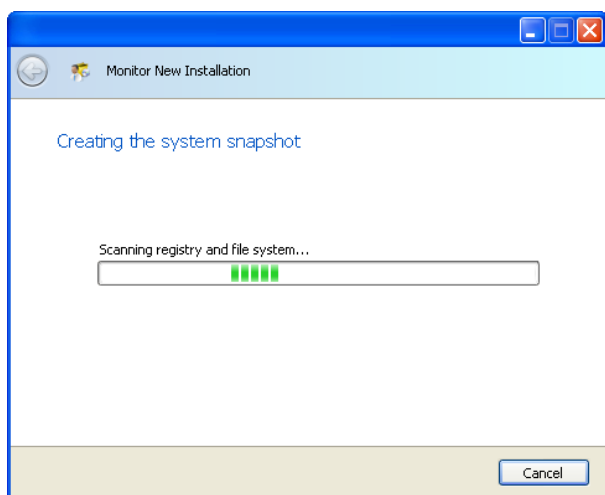 Monitor New Installation
Creating the system snapshot
Scanning registry and file system...
Cancel